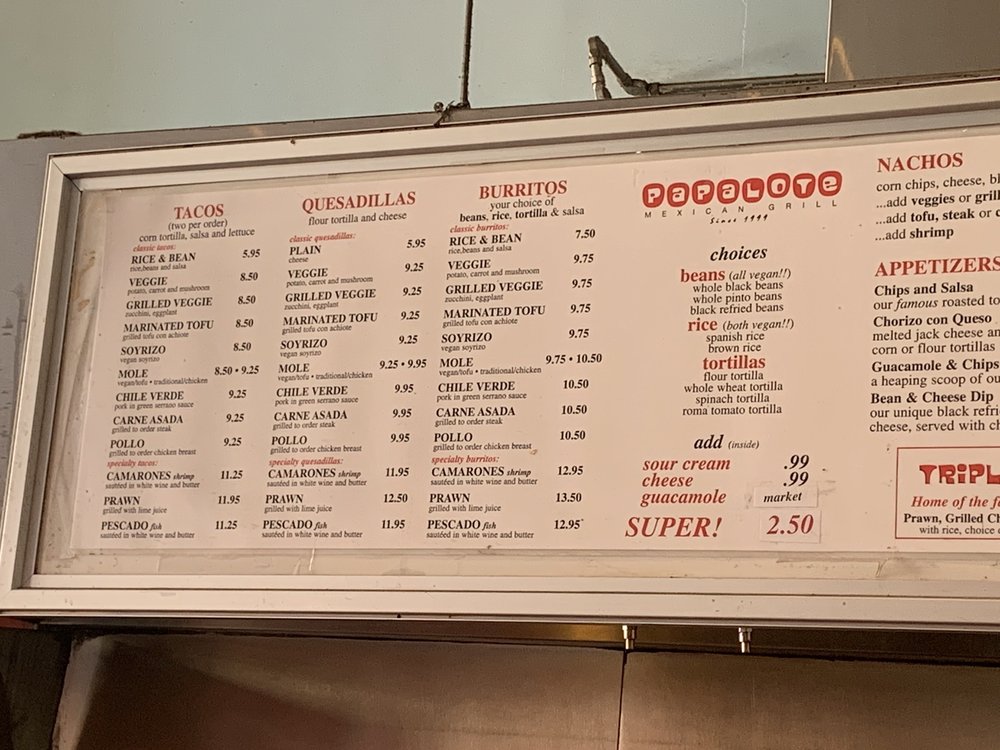 TACOS
(two per order)
corn tortilla, salsa and lettuce
classic tacos:
RICE & BEAN 5.95
rice,beans and salsa
VEGGIE 8.50
potato, carrot and mushroom
GRILLED VEGGIE 8.50
zucchini, eggplant
MARINATED TOFU 8.50
grilled tofu con achiote
SOYRIZO 8.50
vegan soyrizo
MOLE 8.50 • 9.25
vegan/tofu • traditional/chicken
CHILE VERDE 9.25
pork in green serrano sauce
CARNE ASADA 9.25
grilled to order steak
POLLO 9.25
grilled to order chicken breast
specialty tacos:
CAMARONES shrimp 11.25
sautéed in white wine and butter
PRAWN 11.95
grilled with lime juice
PESCADO fish 11.25
sautéed in white wine and butter
QUESADILLAS
flour tortilla and cheese
classic quesadillas:
PLAIN 5.95
cheese
VEGGIE 9.25
potato, carrot and mushroom
GRILLED VEGGIE 9.25
zucchini, eggplant
MARINATED TOFU 9.25
grilled tofu con achiote
SOYRIZO 9.25
vegan soyrizo
MOLE 9.25 • 9.95
vegan/tofu • traditional/chicken
CHILE VERDE 9.95
pork in green serrano sauce
CARNE ASADA 9.95
grilled to order steak
POLLO 9.95
grilled to order chicken breast
specialty quesadillas:
CAMARONES shrimp 11.95
sautéed in white wine and butter
PRAWN 12.50
grilled with lime juice
PESCADO fish 11.95
sautéed in white wine and butter
BURRITOS
your choice of
beans, rice, tortilla & salsa
classic burritos:
RICE & BEAN 7.50
rice,beans and salsa
VEGGIE 9.75
potato, carrot and mushroom
GRILLED VEGGIE 9.75
zucchini, eggplant
MARINATED TOFU 9.75
grilled tofu con achiote
SOYRIZO 9.75
vegan soyrizo
MOLE 9.75 • 10.50
vegan/tofu • traditional/chicken
CHILE VERDE 10.50
pork in green serrano sauce
CARNE ASADA 10.50
grilled to order steak
POLLO 10.50
grilled to order chicken breast
specialty burritos:
CAMARONES shrimp 12.95
sautéed in white wine and butter
PRAWN 13.50
grilled with lime juice
PESCADO fish 12.95
sautéed in white wine and butter
PAPALOTE
MEXICAN GRILL
Since 1999
choices
beans (all vegan!!)
whole black beans
whole pinto beans
black refried beans
rice (both vegan!!)
spanish rice
brown rice
tortillas
flour tortilla
whole wheat tortilla
spinach tortilla
roma tomato tortilla
add (inside)
sour cream .99
cheese .99
guacamole market
SUPER! 2.50
NACHOS
corn chips, cheese, bl
...add veggies or grill
...add tofu, steak or c
...add shrimp
APPETIZERS
Chips and Salsa
our famous roasted to
Chorizo con Queso
melted jack cheese an
corn or flour tortillas
Guacamole & Chips
a heaping scoop of ou
Bean & Cheese Dip
our unique black refri
cheese, served with ch
TRIPL
Home of the fa
Prawn, Grilled Ch
with rice, choice o